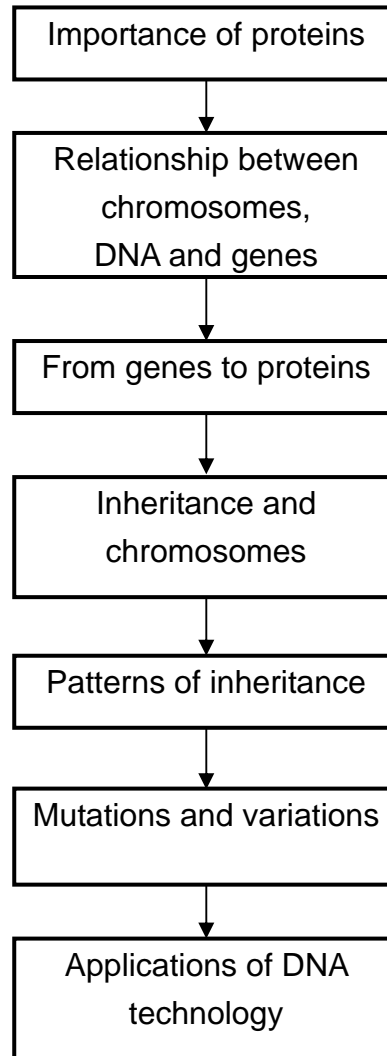 Importance of proteins
Relationship between
chromosomes,
DNA and genes
From genes to proteins
Inheritance and
chromosomes
Patterns of inheritance
Mutations and variations
Applications of DNA
technology